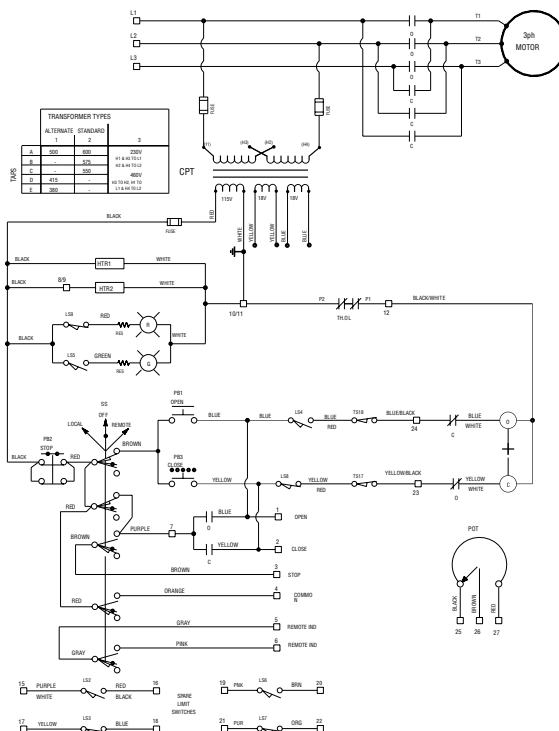 L1
T1
O
L2
T2
3ph
MOTOR
O
L3
T3
O
C
C
C
FUSE
FUSE
TRANSFORMER TYPES
ALTERNATE STANDARD
1 2 3
A 500 600 230V
H1 & H3 TO L1
B - 575 H2 & H4 TO L2
C - 550
460V
D 415 - H3 TO H2, H1 TO
E 380 - L1 & H4 TO L2
TAPS
(H3) (H2) (H4)
CPT
115V 18V 18V
RED
WHITE
YELLOW
YELLOW
BLUE
BLUE
BLACK
FUSE
BLACK HTR1 WHITE
BLACK 8/9 HTR2 WHITE
LS9 RED RES R
BLACK WHITE
LS5 GREEN RES G
10/11
P2 P1
TH.OL
12
BLACK/WHITE
SS
OFF
LOCAL REMOTE
PB2
STOP
BLACK RED
BROWN
PB1
OPEN
BLUE BLUE LS4 BLUE TS18 BLUE/BLACK BLUE
RED 24 C WHITE O
PB3
CLOSE
YELLOW LS8 YELLOW TS17 YELLOW/BLACK YELLOW
RED 23 O WHITE C
RED
PURPLE 7
BLUE 1 OPEN
O
BROWN
YELLOW 2 CLOSE
C
BROWN 3 STOP
ORANGE 4 COMMO
N
RED
GRAY 5 REMOTE IND
PINK 6 REMOTE IND
GRAY
POT
BLACK BROWN RED
25 26 27
15 PURPLE LS2 RED 16
WHITE BLACK
SPARE
LIMIT
SWITCHES
19 PNK LS6 BRN 20
17 YELLOW LS3 BLUE 18
21 PUR LS7 ORG 22